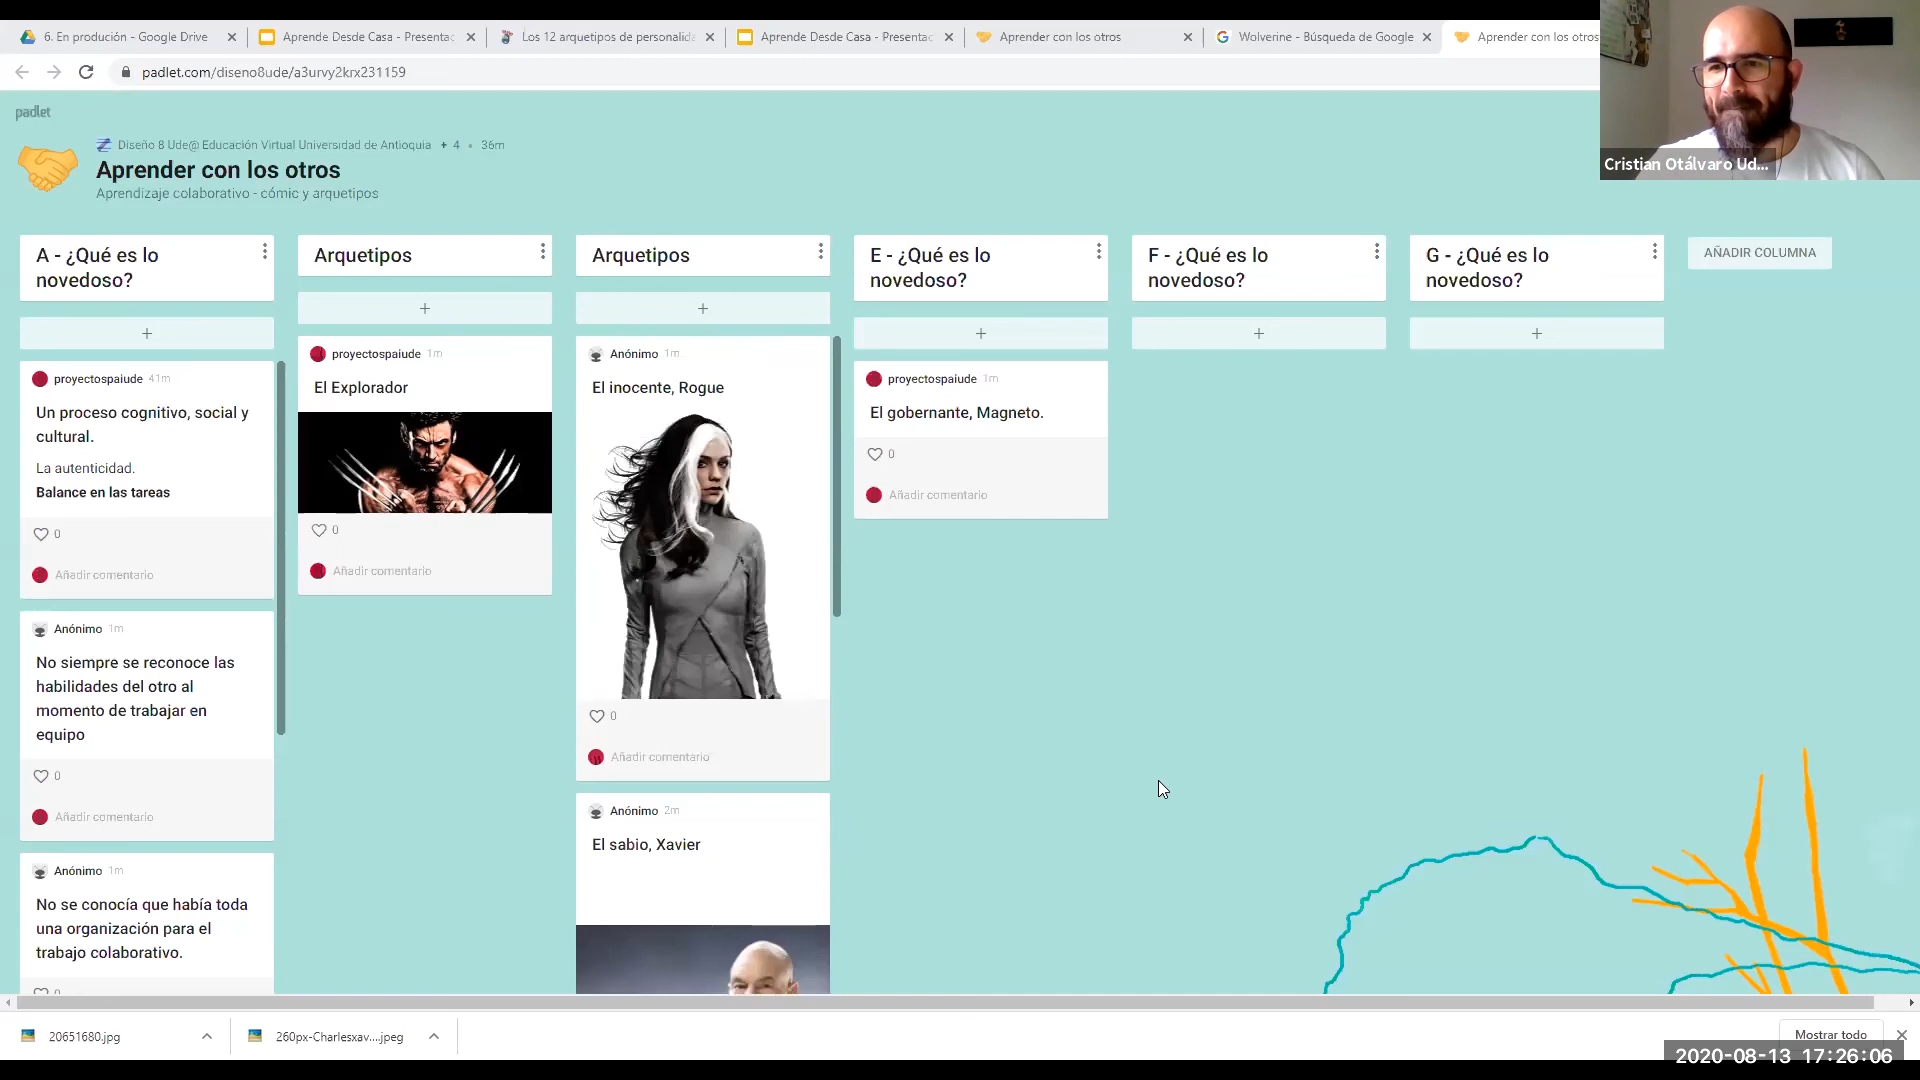 6. En produción - Google Drive
Aprende Desde Casa - Presentac
Los 12 arquetipos de personalida
Aprende Desde Casa - Presentac
Aprender con los otros
Wolverine - Búsqueda de Google
Aprender con los otros
padlet.com/diseno8ude/a3urvy2krx231159
Cristian Otálvaro Ud...
padlet
Diseño 8 Ude@ Educación Virtual Universidad de Antioquia + 4 • 36m
Aprender con los otros
Aprendizaje colaborativo - cómic y arquetipos
A - ¿Qué es lo
novedoso?
+
proyectospaiude 41m
Un proceso cognitivo, social y
cultural.
La autenticidad.
Balance en las tareas
0
Añadir comentario
Anónimo 1m
No siempre se reconoce las
habilidades del otro al
momento de trabajar en
equipo
0
Añadir comentario
Anónimo 1m
No se conocía que había toda
una organización para el
trabajo colaborativo.
0
Arquetipos
+
proyectospaiude 1m
El Explorador
0
Añadir comentario
Arquetipos
+
Anónimo 1m
El inocente, Rogue
0
Añadir comentario
Anónimo 2m
El sabio, Xavier
E - ¿Qué es lo
novedoso?
+
proyectospaiude 1m
El gobernante, Magneto.
0
Añadir comentario
F - ¿Qué es lo
novedoso?
+
G - ¿Qué es lo
novedoso?
+
AÑADIR COLUMNA
20651680.jpg
260px-Charlesxav....jpeg
Mostrar todo
2020-08-13 17:26:06